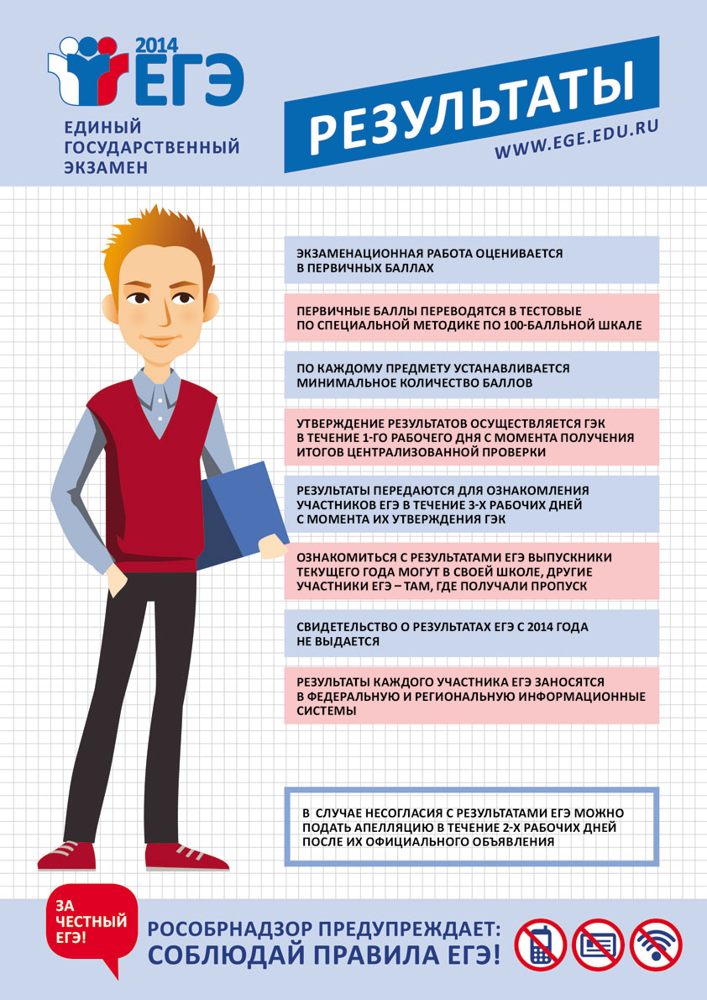 2014
ЕГЭ
ЕДИНЫЙ
ГОСУДАРСТВЕННЫЙ
ЭКЗАМЕН
РЕЗУЛЬТАТЫ
WWW.EGE.EDU.RU
ЭКЗАМЕНАЦИОННАЯ РАБОТА ОЦЕНИВАЕТСЯ
В ПЕРВИЧНЫХ БАЛЛАХ
ПЕРВИЧНЫЕ БАЛЛЫ ПЕРЕВОДЯТСЯ В ТЕСТОВЫЕ
ПО СПЕЦИАЛЬНОЙ МЕТОДИКЕ ПО 100-БАЛЛЬНОЙ ШКАЛЕ
ПО КАЖДОМУ ПРЕДМЕТУ УСТАНАВЛИВАЕТСЯ
МИНИМАЛЬНОЕ КОЛИЧЕСТВО БАЛЛОВ
УТВЕРЖДЕНИЕ РЕЗУЛЬТАТОВ ОСУЩЕСТВЛЯЕТСЯ ГЭК
В ТЕЧЕНИЕ 1-ГО РАБОЧЕГО ДНЯ С МОМЕНТА ПОЛУЧЕНИЯ
ИТОГОВ ЦЕНТРАЛИЗОВАННОЙ ПРОВЕРКИ
РЕЗУЛЬТАТЫ ПЕРЕДАЮТСЯ ДЛЯ ОЗНАКОМЛЕНИЯ
УЧАСТНИКОВ ЕГЭ В ТЕЧЕНИЕ 3-Х РАБОЧИХ ДНЕЙ
С МОМЕНТА ИХ УТВЕРЖДЕНИЯ ГЭК
ОЗНАКОМИТЬСЯ С РЕЗУЛЬТАТАМИ ЕГЭ ВЫПУСКНИКИ
ТЕКУЩЕГО ГОДА МОГУТ В СВОЕЙ ШКОЛЕ, ДРУГИЕ
УЧАСТНИКИ ЕГЭ – ТАМ, ГДЕ ПОЛУЧАЛИ ПРОПУСК
СВИДЕТЕЛЬСТВО О РЕЗУЛЬТАТАХ ЕГЭ С 2014 ГОДА
НЕ ВЫДАЕТСЯ
РЕЗУЛЬТАТЫ КАЖДОГО УЧАСТНИКА ЕГЭ ЗАНОСЯТСЯ
В ФЕДЕРАЛЬНУЮ И РЕГИОНАЛЬНУЮ ИНФОРМАЦИОННЫЕ
СИСТЕМЫ
В СЛУЧАЕ НЕСОГЛАСИЯ С РЕЗУЛЬТАТАМИ ЕГЭ МОЖНО
ПОДАТЬ АПЕЛЛЯЦИЮ В ТЕЧЕНИЕ 2-Х РАБОЧИХ ДНЕЙ
ПОСЛЕ ИХ ОФИЦИАЛЬНОГО ОБЪЯВЛЕНИЯ
ЗА
ЧЕСТНЫЙ
ЕГЭ!
РОСОБРНАДЗОР ПРЕДУПРЕЖДАЕТ:
СОБЛЮДАЙ ПРАВИЛА ЕГЭ!